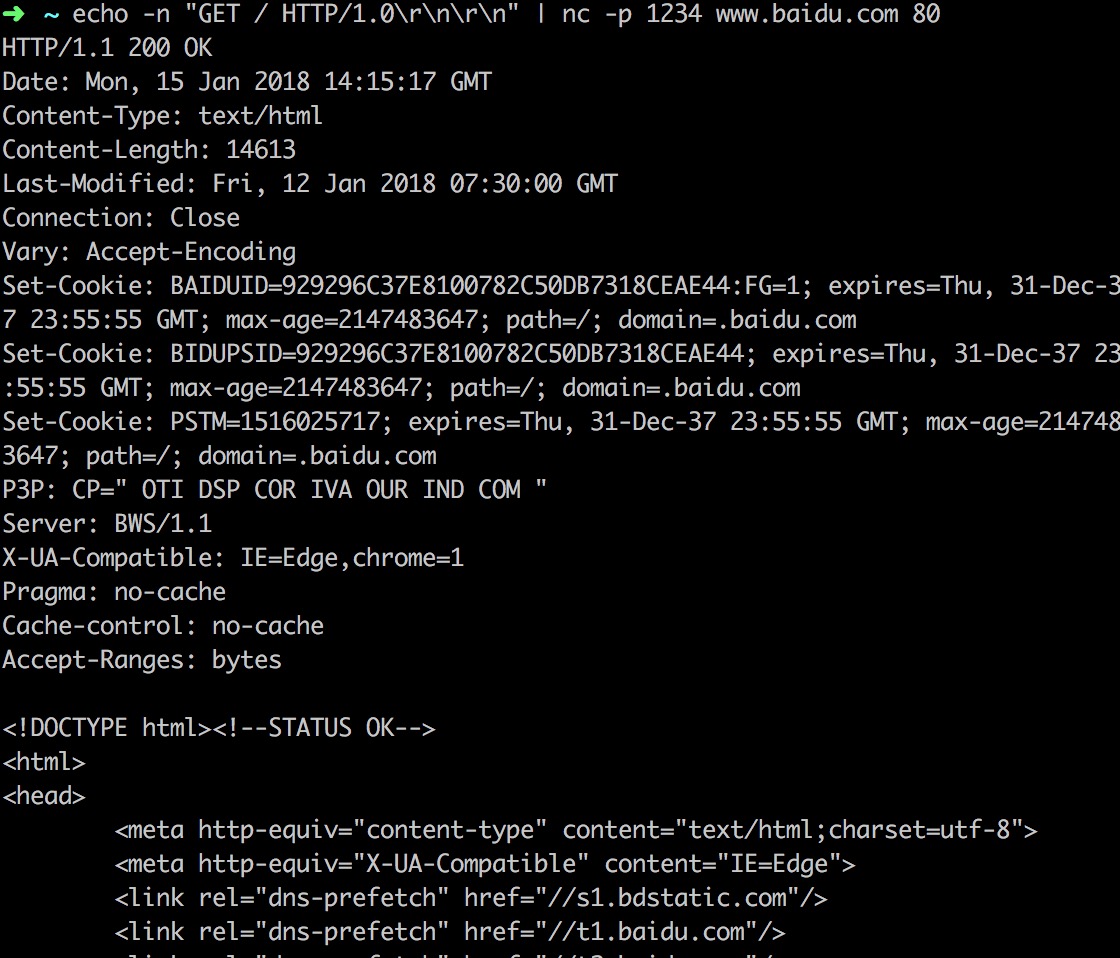 ➜ ~ echo -n "GET / HTTP/1.0\r\n\r\n" | nc -p 1234 www.baidu.com 80
HTTP/1.1 200 OK
Date: Mon, 15 Jan 2018 14:15:17 GMT
Content-Type: text/html
Content-Length: 14613
Last-Modified: Fri, 12 Jan 2018 07:30:00 GMT
Connection: Close
Vary: Accept-Encoding
Set-Cookie: BAIDUID=929296C37E8100782C50DB7318CEAE44:FG=1; expires=Thu, 31-Dec-3
7 23:55:55 GMT; max-age=2147483647; path=/; domain=.baidu.com
Set-Cookie: BIDUPSID=929296C37E8100782C50DB7318CEAE44; expires=Thu, 31-Dec-37 23
:55:55 GMT; max-age=2147483647; path=/; domain=.baidu.com
Set-Cookie: PSTM=1516025717; expires=Thu, 31-Dec-37 23:55:55 GMT; max-age=214748
3647; path=/; domain=.baidu.com
P3P: CP=" OTI DSP COR IVA OUR IND COM "
Server: BWS/1.1
X-UA-Compatible: IE=Edge,chrome=1
Pragma: no-cache
Cache-control: no-cache
Accept-Ranges: bytes
<!DOCTYPE html><!--STATUS OK-->
<html>
<head>
<meta http-equiv="content-type" content="text/html;charset=utf-8">
<meta http-equiv="X-UA-Compatible" content="IE=Edge">
<link rel="dns-prefetch" href="//s1.bdstatic.com"/>
<link rel="dns-prefetch" href="//t1.baidu.com"/>